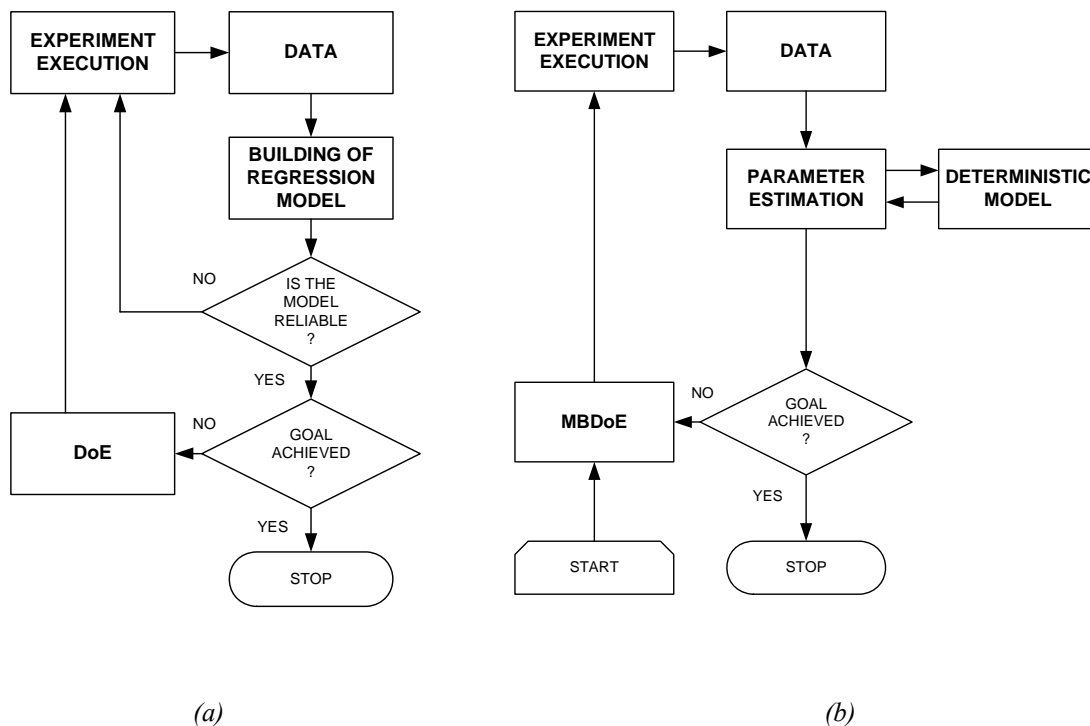 EXPERIMENT
EXECUTION
DATA
BUILDING OF
REGRESSION
MODEL
NO
IS THE
MODEL
RELIABLE
?
YES
NO
GOAL
ACHIEVED
?
DoE
YES
STOP
(a)
EXPERIMENT
EXECUTION
DATA
PARAMETER
ESTIMATION
DETERMINISTIC
MODEL
NO
GOAL
ACHIEVED
?
MBDoE
YES
START
STOP
(b)